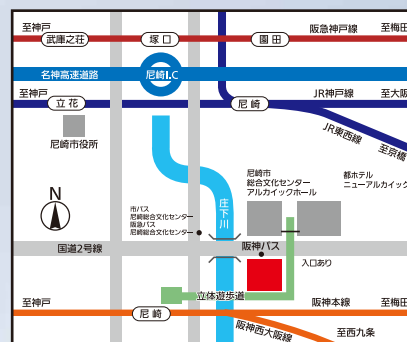 至神戸
阪急神戸線
至梅田
武庫之荘
塚口
園田
名神高速道路
尼崎I.C
至神戸
JR神戸線
至大阪
立花
尼崎
JR東西線
至京橋
尼崎市役所
尼崎市
総合文化センター
アルカイックホール
都ホテル
ニューアルカイック
N
庄下川
市バス
尼崎総合文化センター
阪急バス
尼崎総合文化センター
国道2号線
阪神バス
入口あり
立体遊歩道
至神戸
阪神本線
至梅田
尼崎
阪神西大阪線
至西九条